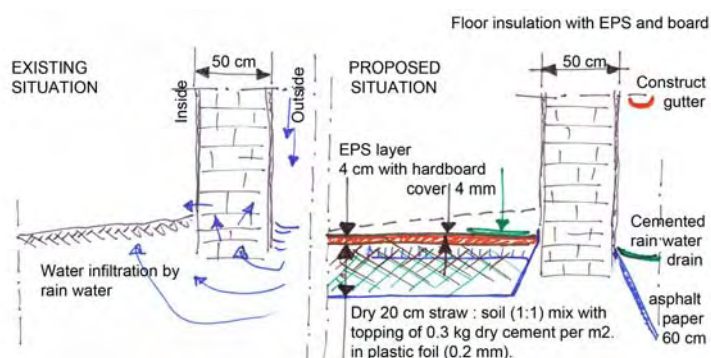 Floor insulation with EPS and board
EXISTING
SITUATION
50 cm
Inside
Outside
Water infiltration by
rain water
PROPOSED
SITUATION
50 cm
Construct
gutter
EPS layer
4 cm with hardboard
cover 4 mm
Cemented
rain water
drain
asphalt
paper
60 cm
Dry 20 cm straw : soil (1:1) mix with
topping of 0.3 kg dry cement per m2.
in plastic foil (0.2 mm).